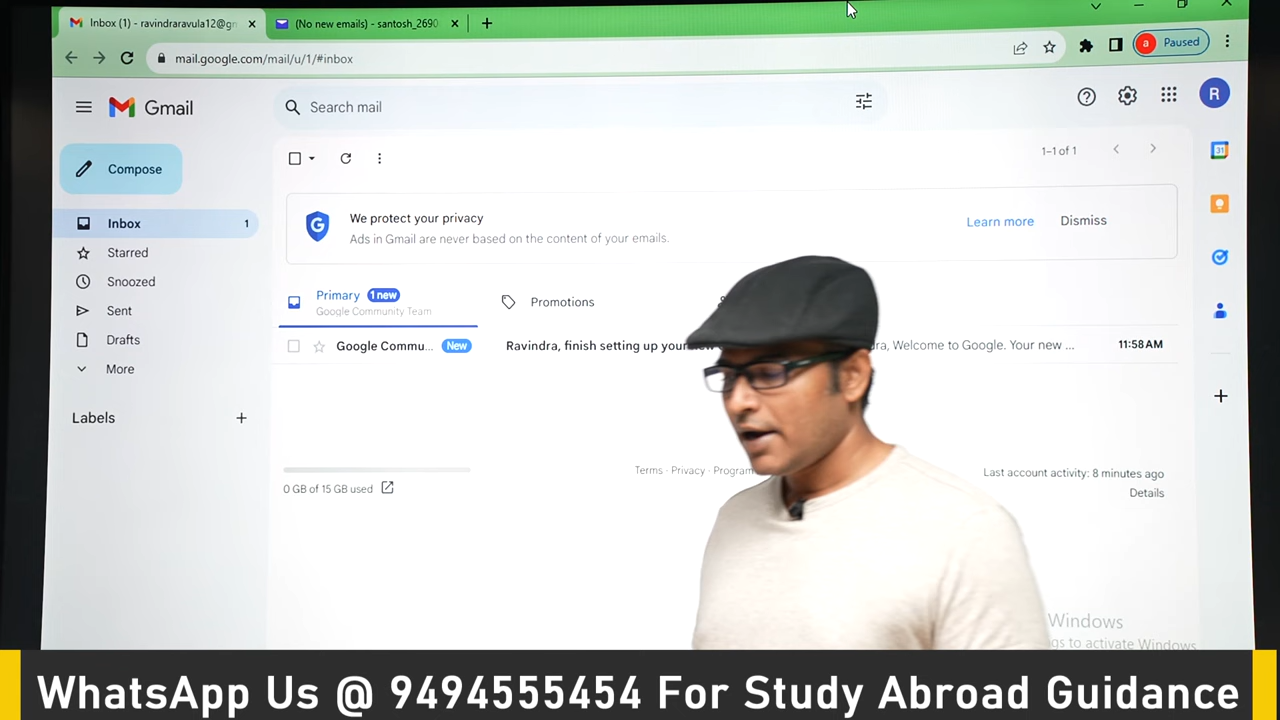 Inbox (1) - ravindraravula12@gm
(No new emails) - santosh_2690
mail.google.com/mail/u/1/#inbox
a Paused
Gmail
Search mail
R
Compose
1–1 of 1
31
We protect your privacy
Ads in Gmail are never based on the content of your emails.
Learn more
Dismiss
Inbox 1
Starred
Snoozed
Sent
Drafts
More
Labels
Primary 1 new
Google Community Team
Promotions
Google Commu... New
Ravindra, finish setting up your
Welcome to Google. Your new ...
11:58 AM
0 GB of 15 GB used
Terms · Privacy · Program
Last account activity: 8 minutes ago
Details
Windows
to activate Windows
WhatsApp Us @ 9494555454 For Study Abroad Guidance